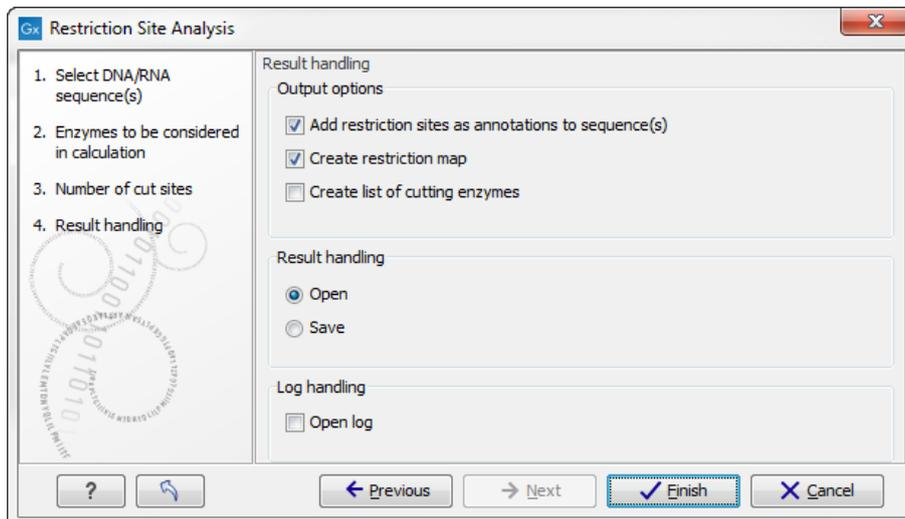 Gx Restriction Site Analysis
X
1. Select DNA/RNA
sequence(s)
2. Enzymes to be considered
in calculation
3. Number of cut sites
4. Result handling
Result handling
Output options
Add restriction sites as annotations to sequence(s)
Create restriction map
Create list of cutting enzymes
Result handling
Open
Save
Log handling
Open log
?
Previous
Next
Finish
Cancel